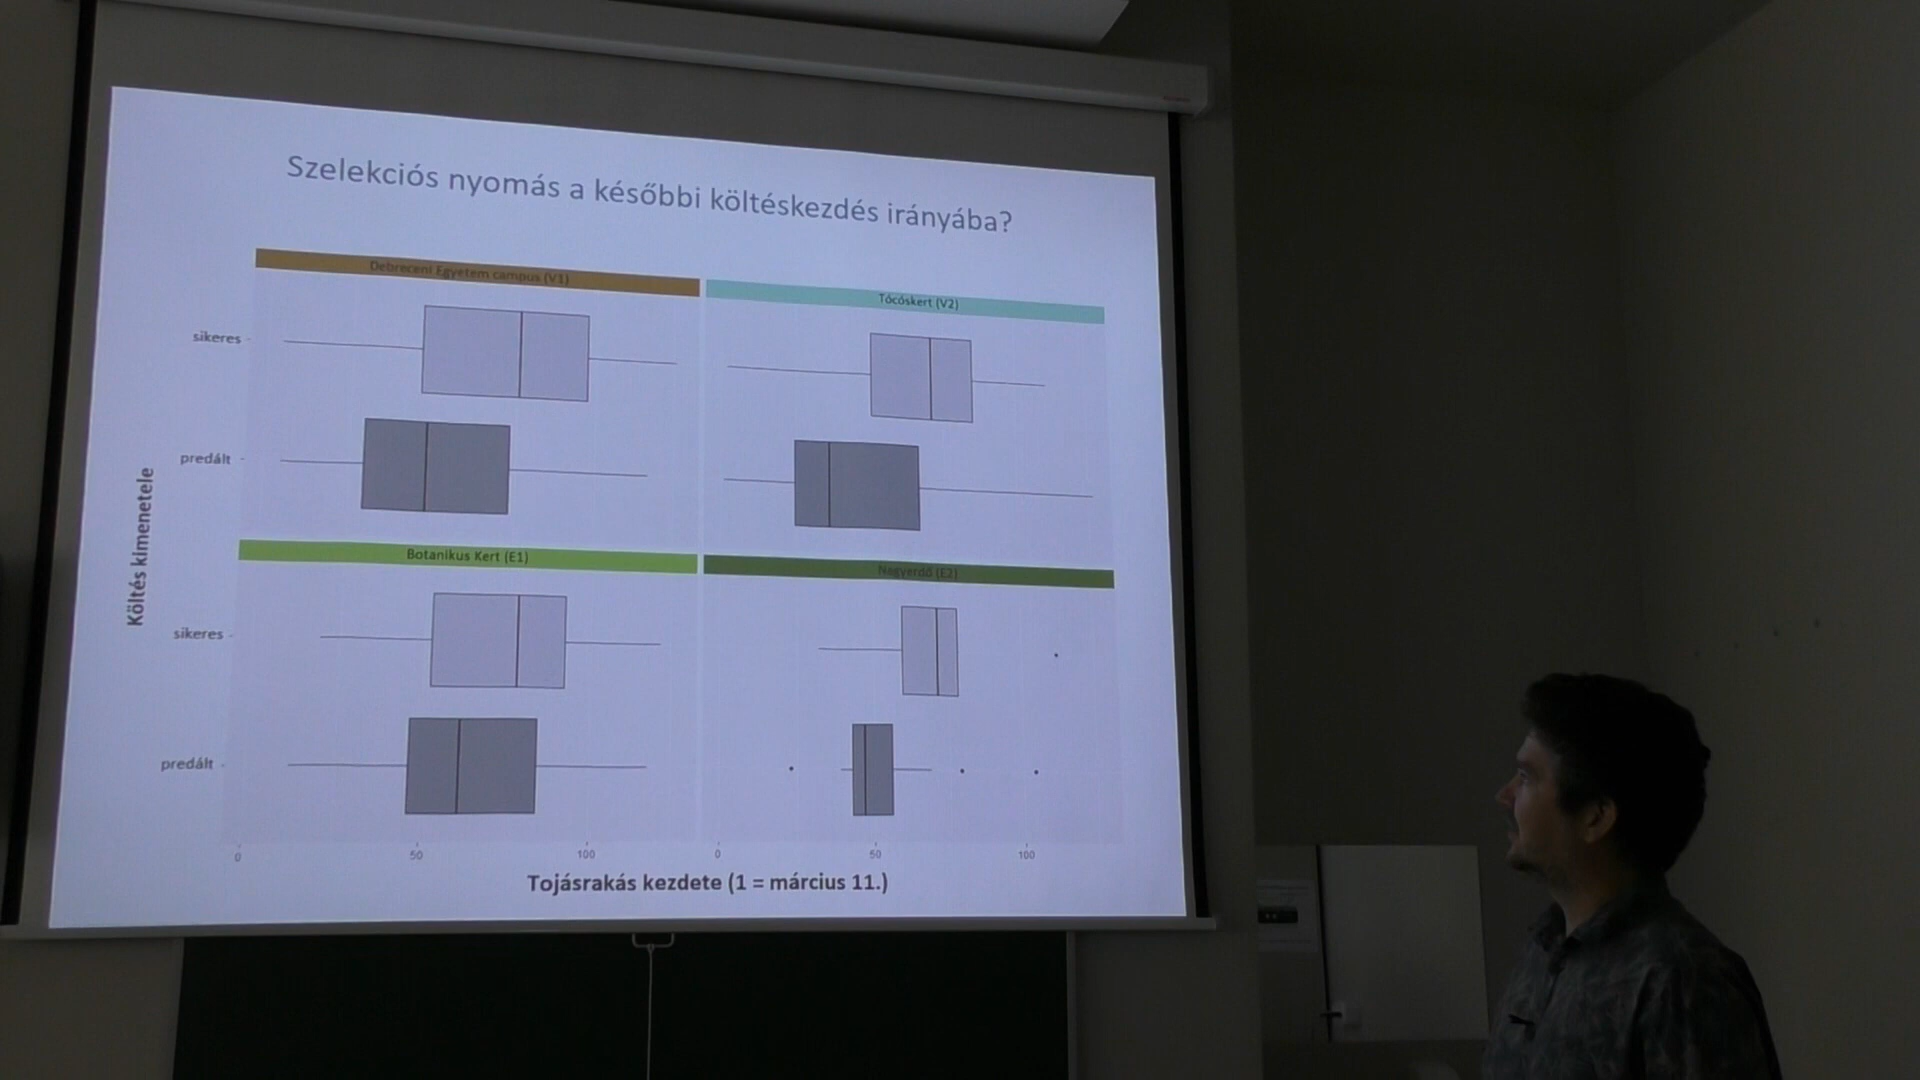 Szelekciós nyomás a későbbi költéskezdés irányába?
Debreceni Egyetem campus (V1)
Tócóskert (V2)
sikeres
predált
Botanikus Kert (E1)
Nagyerdő (E2)
sikeres
predált
Költés kimenetele
0 50 100 0 50 100
Tojásrakás kezdete (1 = március 11.)